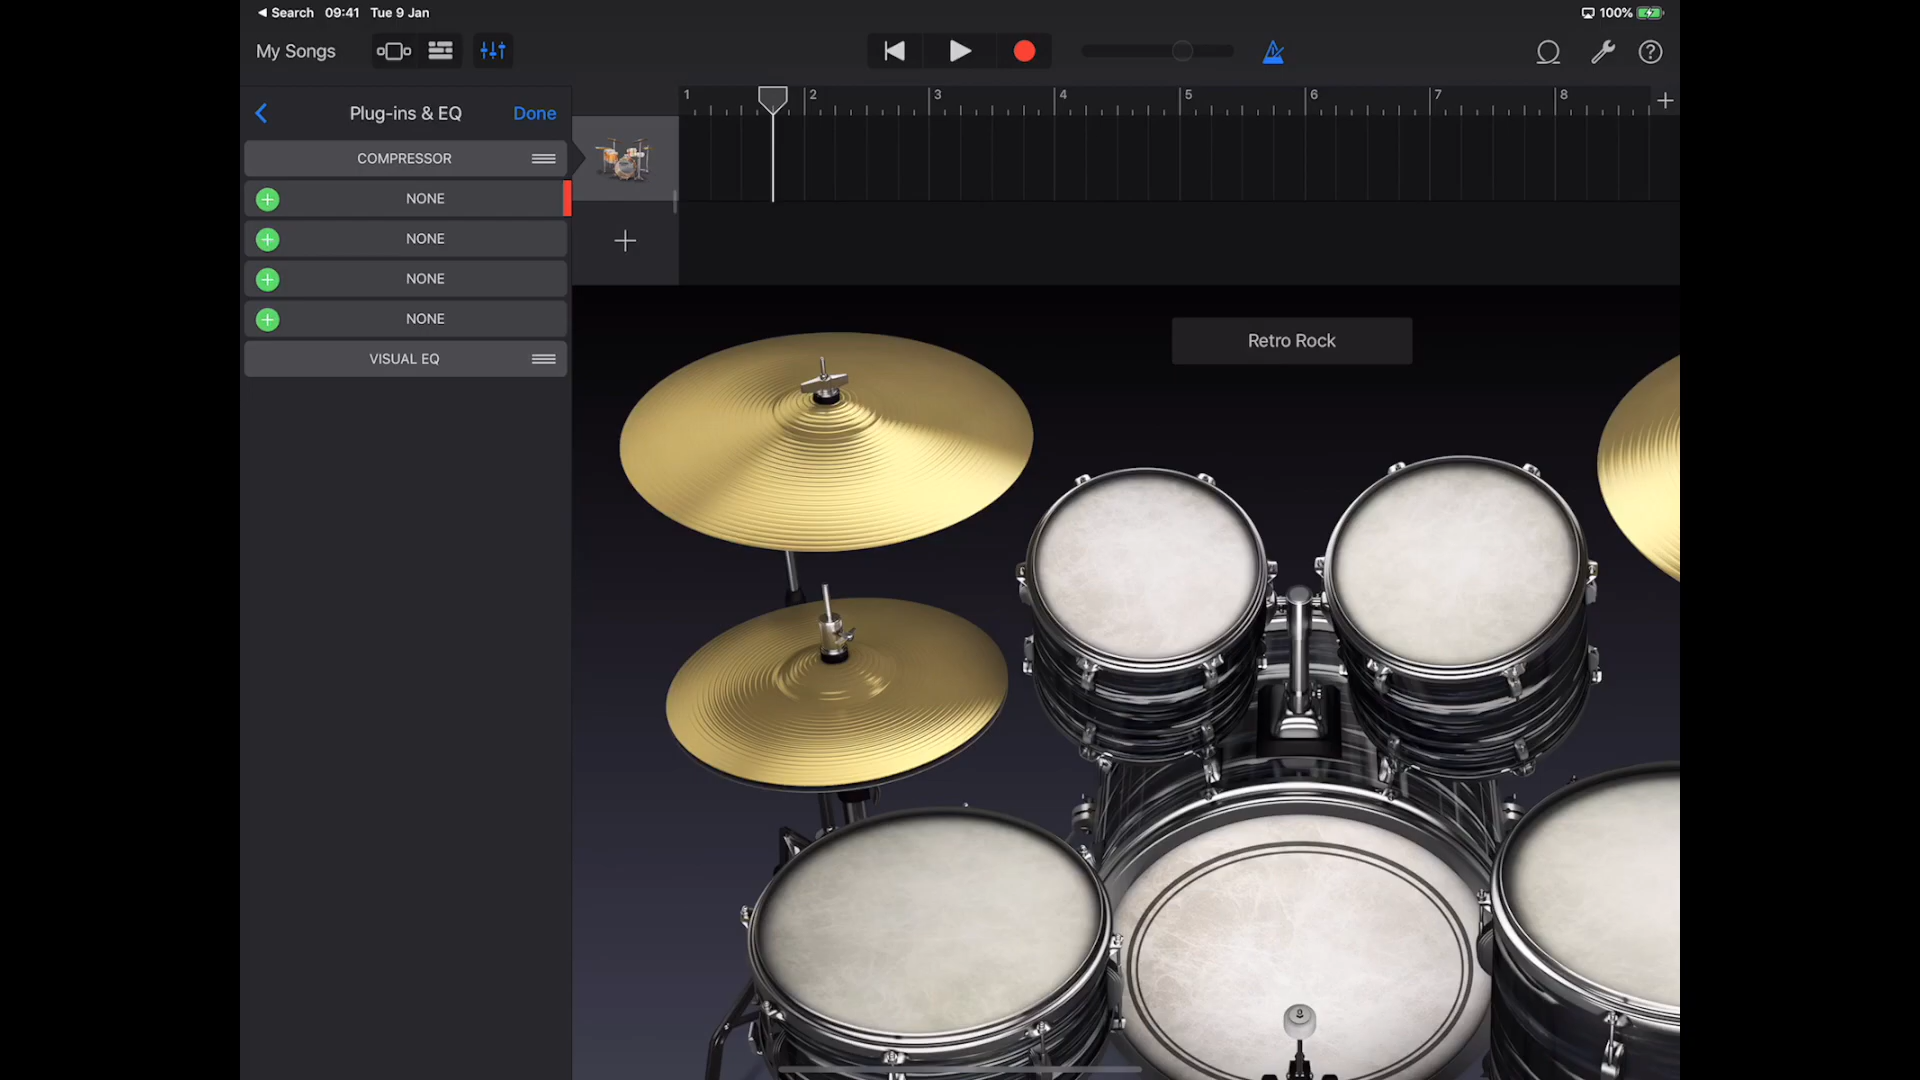 Search 09:41 Tue 9 Jan
100%
My Songs
Plug-ins & EQ Done
1 2 3 4 5 6 7 8
COMPRESSOR
NONE
NONE
NONE
NONE
VISUAL EQ
Retro Rock